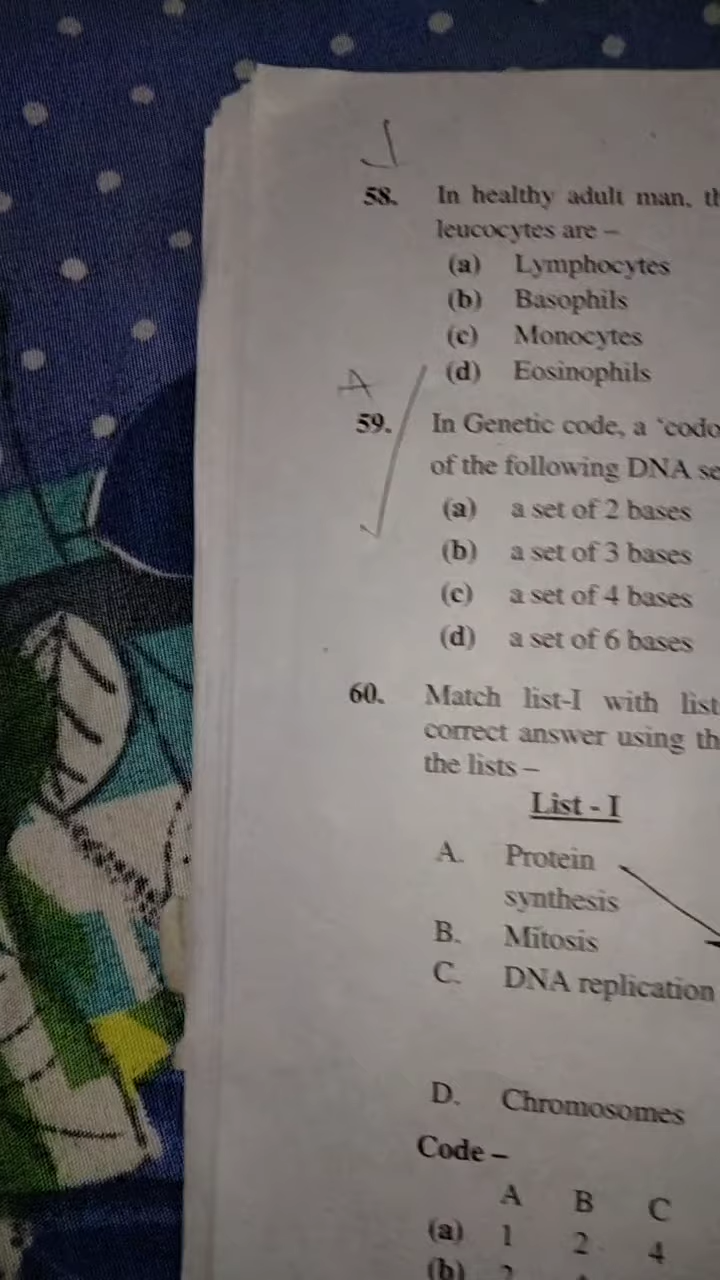 58. In healthy adult man, th
leucocytes are –
(a) Lymphocytes
(b) Basophils
(c) Monocytes
(d) Eosinophils
A
59. In Genetic code, a 'codo
of the following DNA se
(a) a set of 2 bases
(b) a set of 3 bases
(c) a set of 4 bases
(d) a set of 6 bases
60. Match list-I with list
correct answer using th
the lists –
List - I
A. Protein
synthesis
B. Mitosis
C. DNA replication
D. Chromosomes
Code –
A B C
(a) 1 2 4
(b)